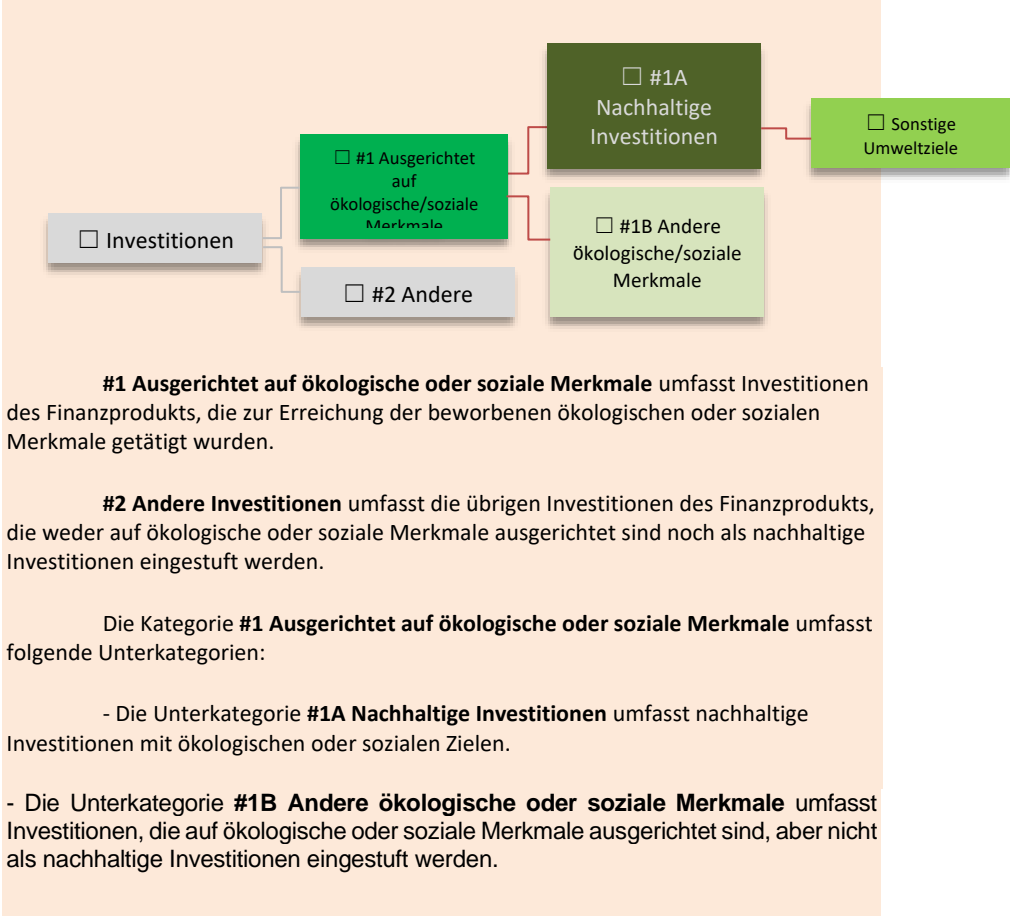 ☐ #1A
Nachhaltige
Investitionen
☐ Sonstige
Umweltziele
☐ #1 Ausgerichtet
auf
ökologische/soziale
Merkmale
☐ Investitionen
☐ #1B Andere
ökologische/soziale
Merkmale
☐ #2 Andere
#1 Ausgerichtet auf ökologische oder soziale Merkmale umfasst Investitionen
des Finanzprodukts, die zur Erreichung der beworbenen ökologischen oder sozialen
Merkmale getätigt wurden.
#2 Andere Investitionen umfasst die übrigen Investitionen des Finanzprodukts,
die weder auf ökologische oder soziale Merkmale ausgerichtet sind noch als nachhaltige
Investitionen eingestuft werden.
Die Kategorie #1 Ausgerichtet auf ökologische oder soziale Merkmale umfasst
folgende Unterkategorien:
- Die Unterkategorie #1A Nachhaltige Investitionen umfasst nachhaltige
Investitionen mit ökologischen oder sozialen Zielen.
- Die Unterkategorie #1B Andere ökologische oder soziale Merkmale umfasst
Investitionen, die auf ökologische oder soziale Merkmale ausgerichtet sind, aber nicht
als nachhaltige Investitionen eingestuft werden.